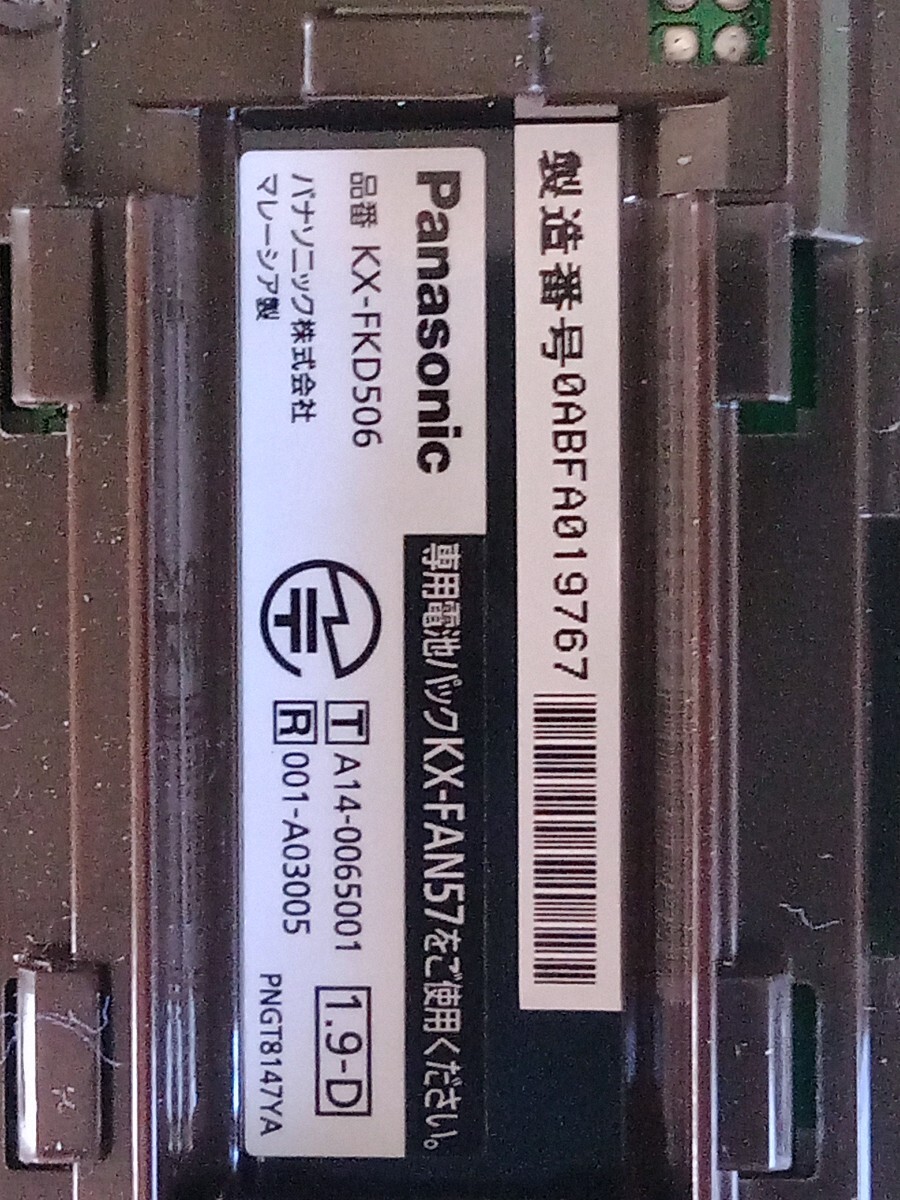 製造番号0ABFA019767
Panasonic
品番 KX-FKD506
パナソニック株式会社
マレーシア製
専用電池パックKX-FAN57をご使用ください。
T A14-0065001
R 001-A03005
1.9-D
PNGT8147YA